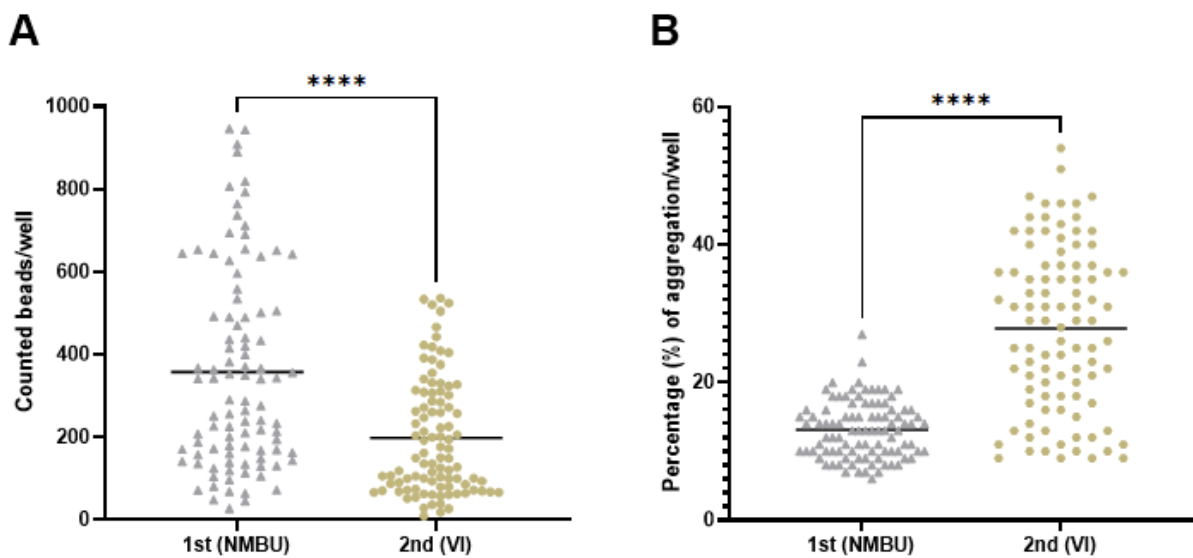 A
****
Counted beads/well
1000
800
600
400
200
0
1st (NMBU)
2nd (VI)
B
****
Percentage (%) of aggregation/well
60
40
20
0
1st (NMBU)
2nd (VI)